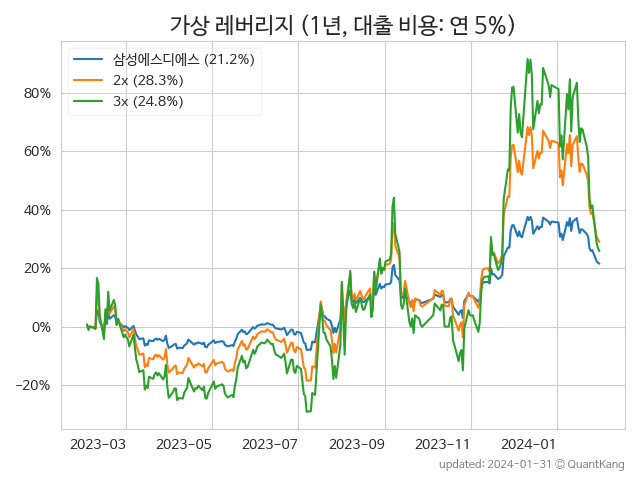 가상 레버리지 (1년, 대출 비용: 연 5%)
삼성에스디에스 (21.2%)
2x (28.3%)
3x (24.8%)
80%
60%
40%
20%
0%
−20%
2023-03 2023-05 2023-07 2023-09 2023-11 2024-01
updated: 2024-01-31 © QuantKang